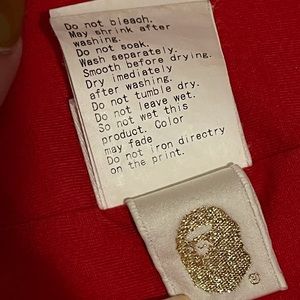 Do not bleach.
May shrink after
washing.
Do not soak.
Wash separately.
Smooth before drying.
Dry imediately
after washing.
Do not tumble dry.
Do not leave wet.
So not wet this
product. Color
may fade
Do not iron directry
on the print.
®